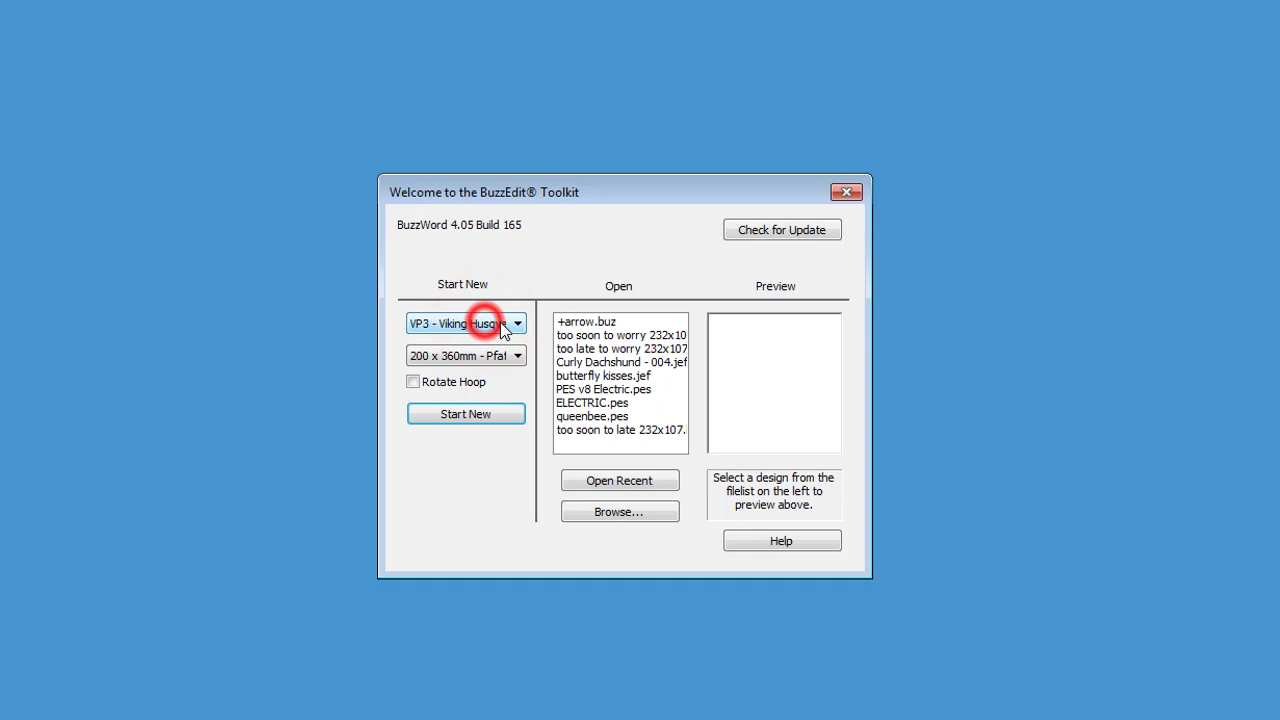 Welcome to the BuzzEdit® Toolkit
BuzzWord 4.05 Build 165
Check for Update
Start New
Open
Preview
VP3 - Viking Husqv
200 x 360mm - Pfaf
Rotate Hoop
Start New
+arrow.buz
too soon to worry 232x10
too late to worry 232x107
Curly Dachshund - 004.jef
butterfly kisses.jef
PES v8 Electric.pes
ELECTRIC.pes
queenbee.pes
too soon to late 232x107.
Open Recent
Browse...
Select a design from the
filelist on the left to
preview above.
Help